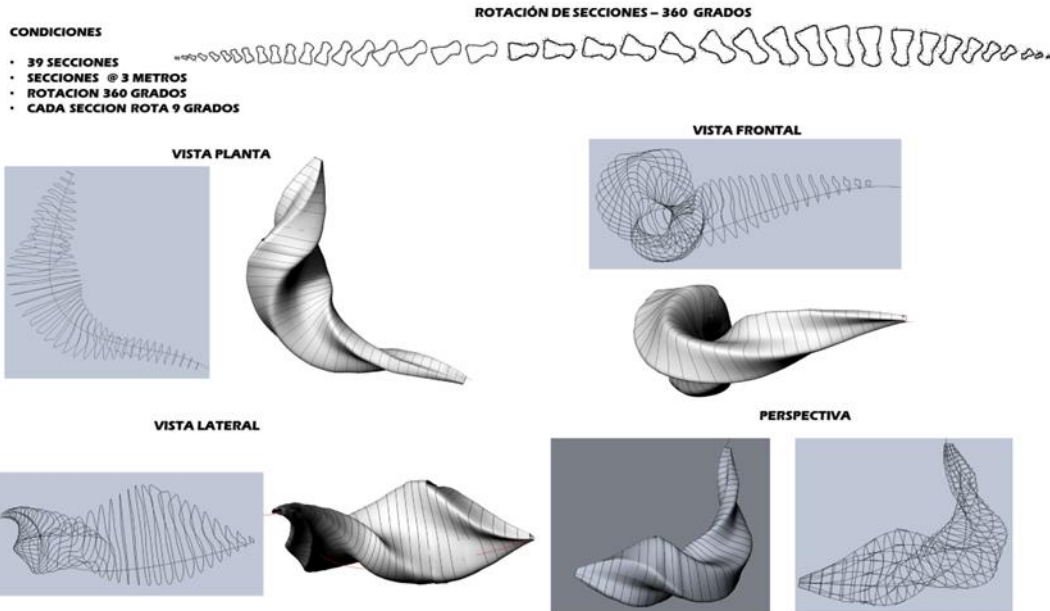 ROTACIÓN DE SECCIONES – 360 GRADOS
CONDICIONES
• 39 SECCIONES
• SECCIONES @ 3 METROS
• ROTACION 360 GRADOS
• CADA SECCION ROTA 9 GRADOS
VISTA PLANTA
VISTA FRONTAL
VISTA LATERAL
PERSPECTIVA